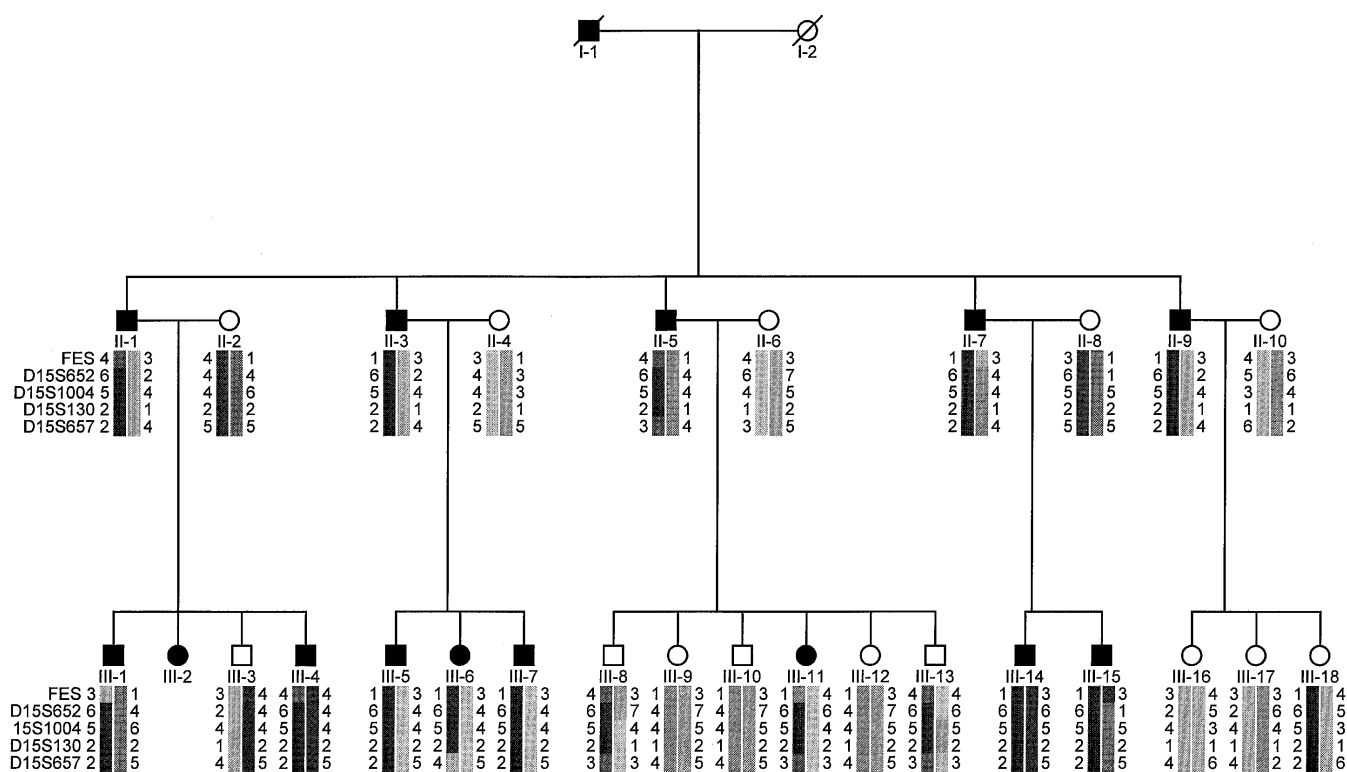 I-1 I-2
II-1 II-2 II-3 II-4 II-5 II-6 II-7 II-8 II-9 II-10
FES 4 3 4 1 1 3 3 1 4 1 4 3 1 3 3 1 1 3 4 3
D15S652 6 2 4 4 6 2 4 3 6 4 6 7 6 4 6 1 6 2 5 6
D15S1004 5 4 4 6 5 4 4 3 5 4 4 5 5 4 5 5 5 4 3 4
D15S130 2 1 2 2 2 1 2 1 2 1 1 2 2 1 2 2 2 1 1 1
D15S657 2 4 5 5 2 4 5 5 3 4 3 5 2 4 5 5 2 4 6 2
III-1 III-2 III-3 III-4 III-5 III-6 III-7 III-8 III-9 III-10 III-11 III-12 III-13 III-14 III-15 III-16 III-17 III-18
FES 3 1 3 4 4 4 1 3 1 3 1 3 4 3 1 3 1 3 1 3 1 3 4 4 1 3 1 3 3 4 3 3 1 4
D15S652 6 4 2 4 6 4 6 4 6 4 6 4 6 7 4 7 4 7 6 6 4 7 6 6 6 6 6 1 2 5 2 6 6 5
15S1004 5 6 4 4 5 4 5 4 5 4 5 4 5 4 4 5 4 5 5 4 4 5 5 5 5 5 5 5 4 3 4 4 5 3
D15S130 2 2 1 2 2 2 2 2 2 2 2 2 2 1 1 2 1 2 2 1 1 2 2 2 2 2 2 2 1 1 1 1 2 1
D15S657 2 5 4 5 2 5 2 5 4 5 2 5 3 3 4 5 4 5 3 3 4 5 3 3 2 5 2 5 4 6 4 2 2 6